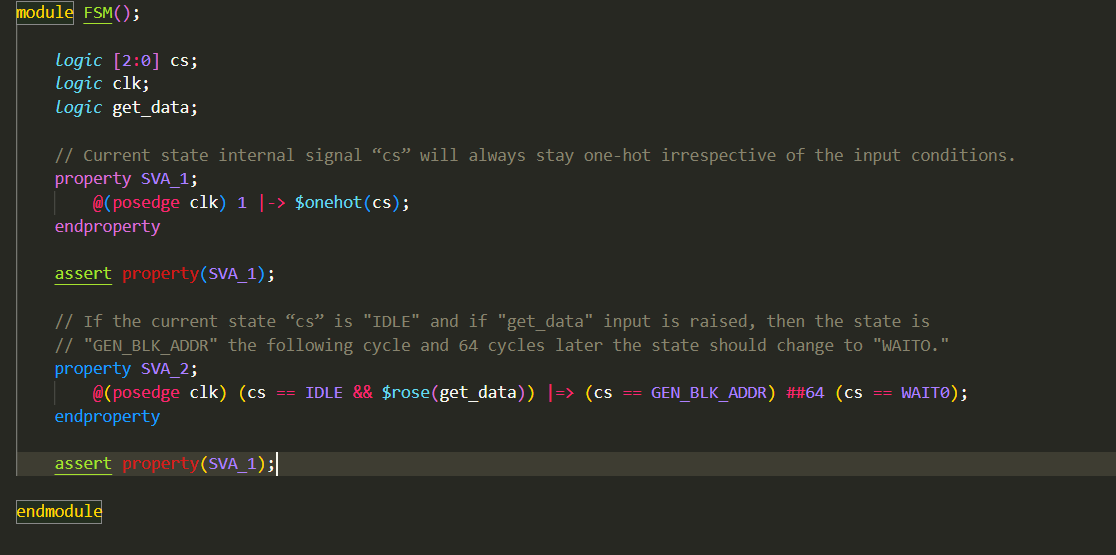 module FSM();
logic [2:0] cs;
logic clk;
logic get_data;
// Current state internal signal “cs” will always stay one-hot irrespective of the input conditions.
property SVA_1;
@(posedge clk) 1 |-> $onehot(cs);
endproperty
assert property(SVA_1);
// If the current state “cs” is "IDLE" and if "get_data" input is raised, then the state is
// "GEN_BLK_ADDR" the following cycle and 64 cycles later the state should change to "WAITO."
property SVA_2;
@(posedge clk) (cs == IDLE && $rose(get_data)) |=> (cs == GEN_BLK_ADDR) ##64 (cs == WAIT0);
endproperty
assert property(SVA_1);
endmodule